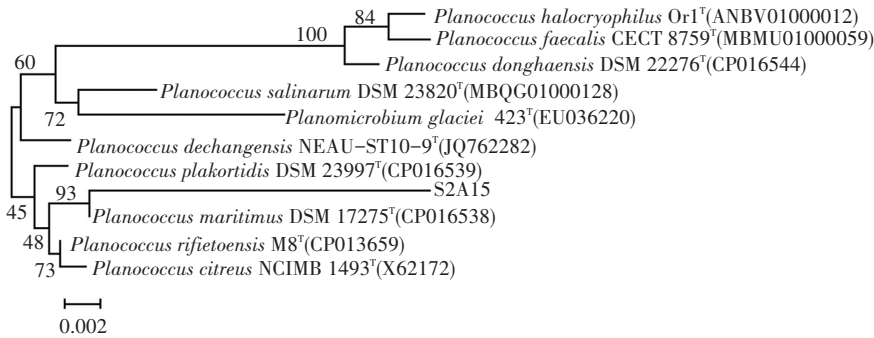 84
Planococcus halocryophilus Or1ᵀ(ANBV01000012)
100
Planococcus faecalis CECT 8759ᵀ(MBMU01000059)
60
Planococcus donghaensis DSM 22276ᵀ(CP016544)
Planococcus salinarum DSM 23820ᵀ(MBQG01000128)
72
Planomicrobium glaciei 423ᵀ(EU036220)
Planococcus dechangensis NEAU-ST10-9ᵀ(JQ762282)
Planococcus plakortidis DSM 23997ᵀ(CP016539)
93
S2A15
45
Planococcus maritimus DSM 17275ᵀ(CP016538)
48
Planococcus rifietoensis M8ᵀ(CP013659)
73
Planococcus citreus NCIMB 1493ᵀ(X62172)
0.002